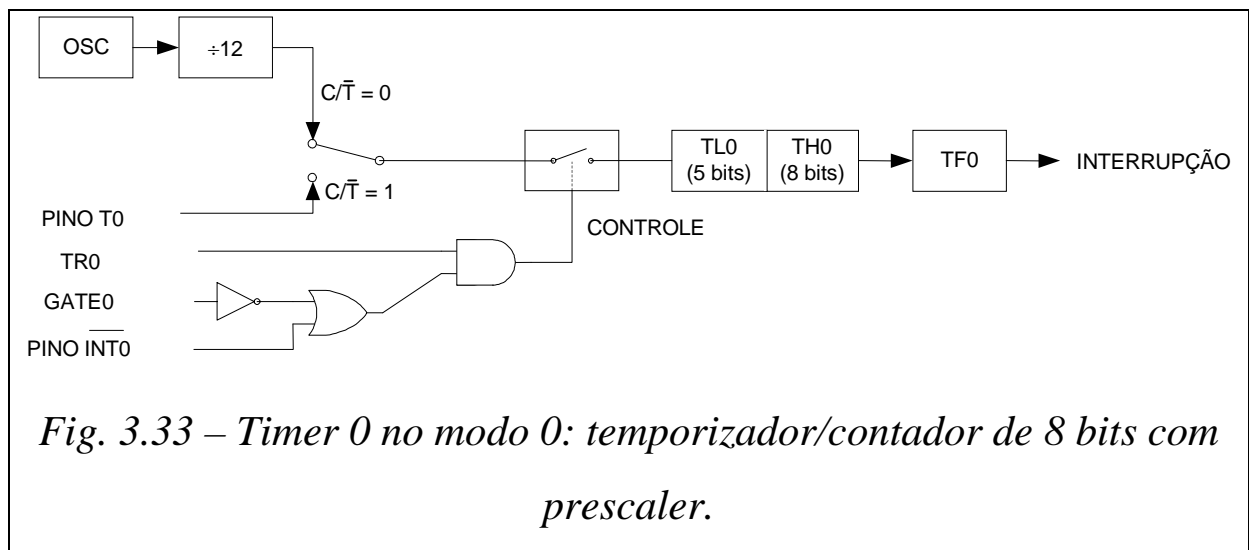 OSC
÷12
C/T̅ = 0
TL0
(5 bits)
TH0
(8 bits)
TF0
INTERRUPÇÃO
C/T̅ = 1
PINO T0
CONTROLE
TR0
GATE0
PINO I̅N̅T̅0̅
Fig. 3.33 – Timer 0 no modo 0: temporizador/contador de 8 bits com
prescaler.